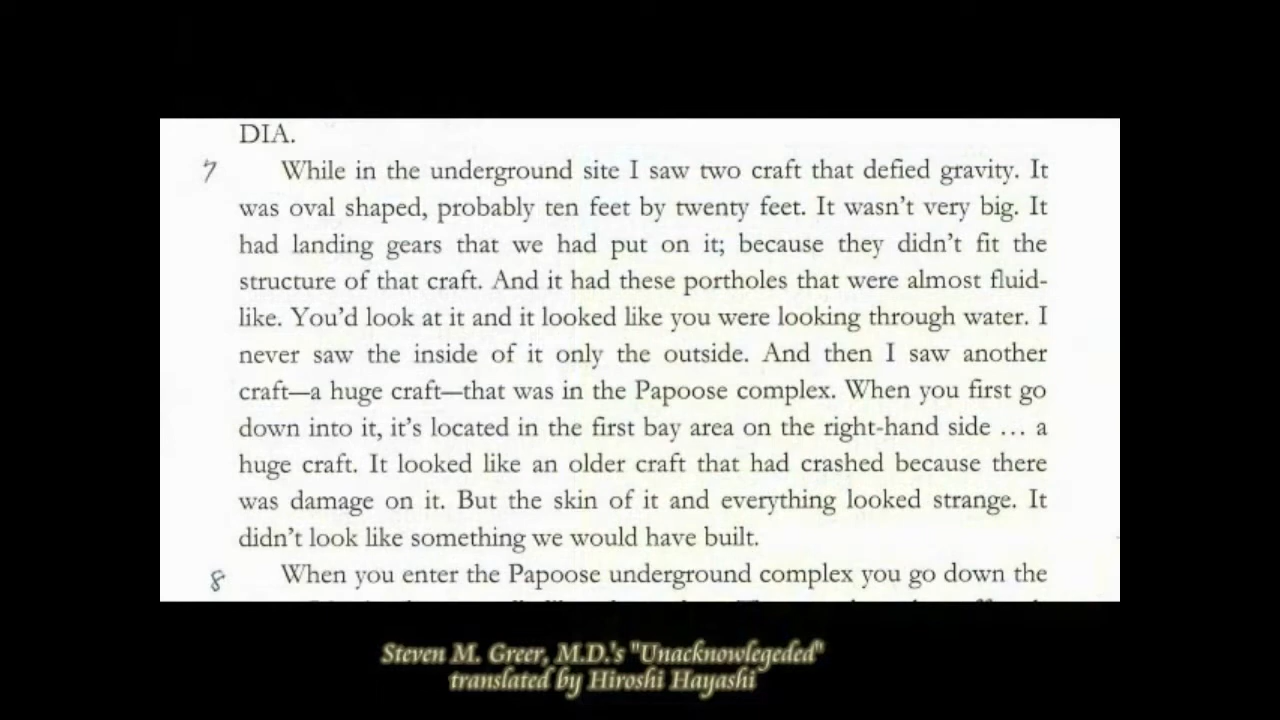 DIA.
7 While in the underground site I saw two craft that defied gravity. It
was oval shaped, probably ten feet by twenty feet. It wasn't very big. It
had landing gears that we had put on it; because they didn't fit the
structure of that craft. And it had these portholes that were almost fluid-
like. You'd look at it and it looked like you were looking through water. I
never saw the inside of it only the outside. And then I saw another
craft—a huge craft—that was in the Papoose complex. When you first go
down into it, it's located in the first bay area on the right-hand side … a
huge craft. It looked like an older craft that had crashed because there
was damage on it. But the skin of it and everything looked strange. It
didn't look like something we would have built.
8 When you enter the Papoose underground complex you go down the
Steven M. Greer, M.D.'s "Unacknowlegeded"
translated by Hiroshi Hayashi